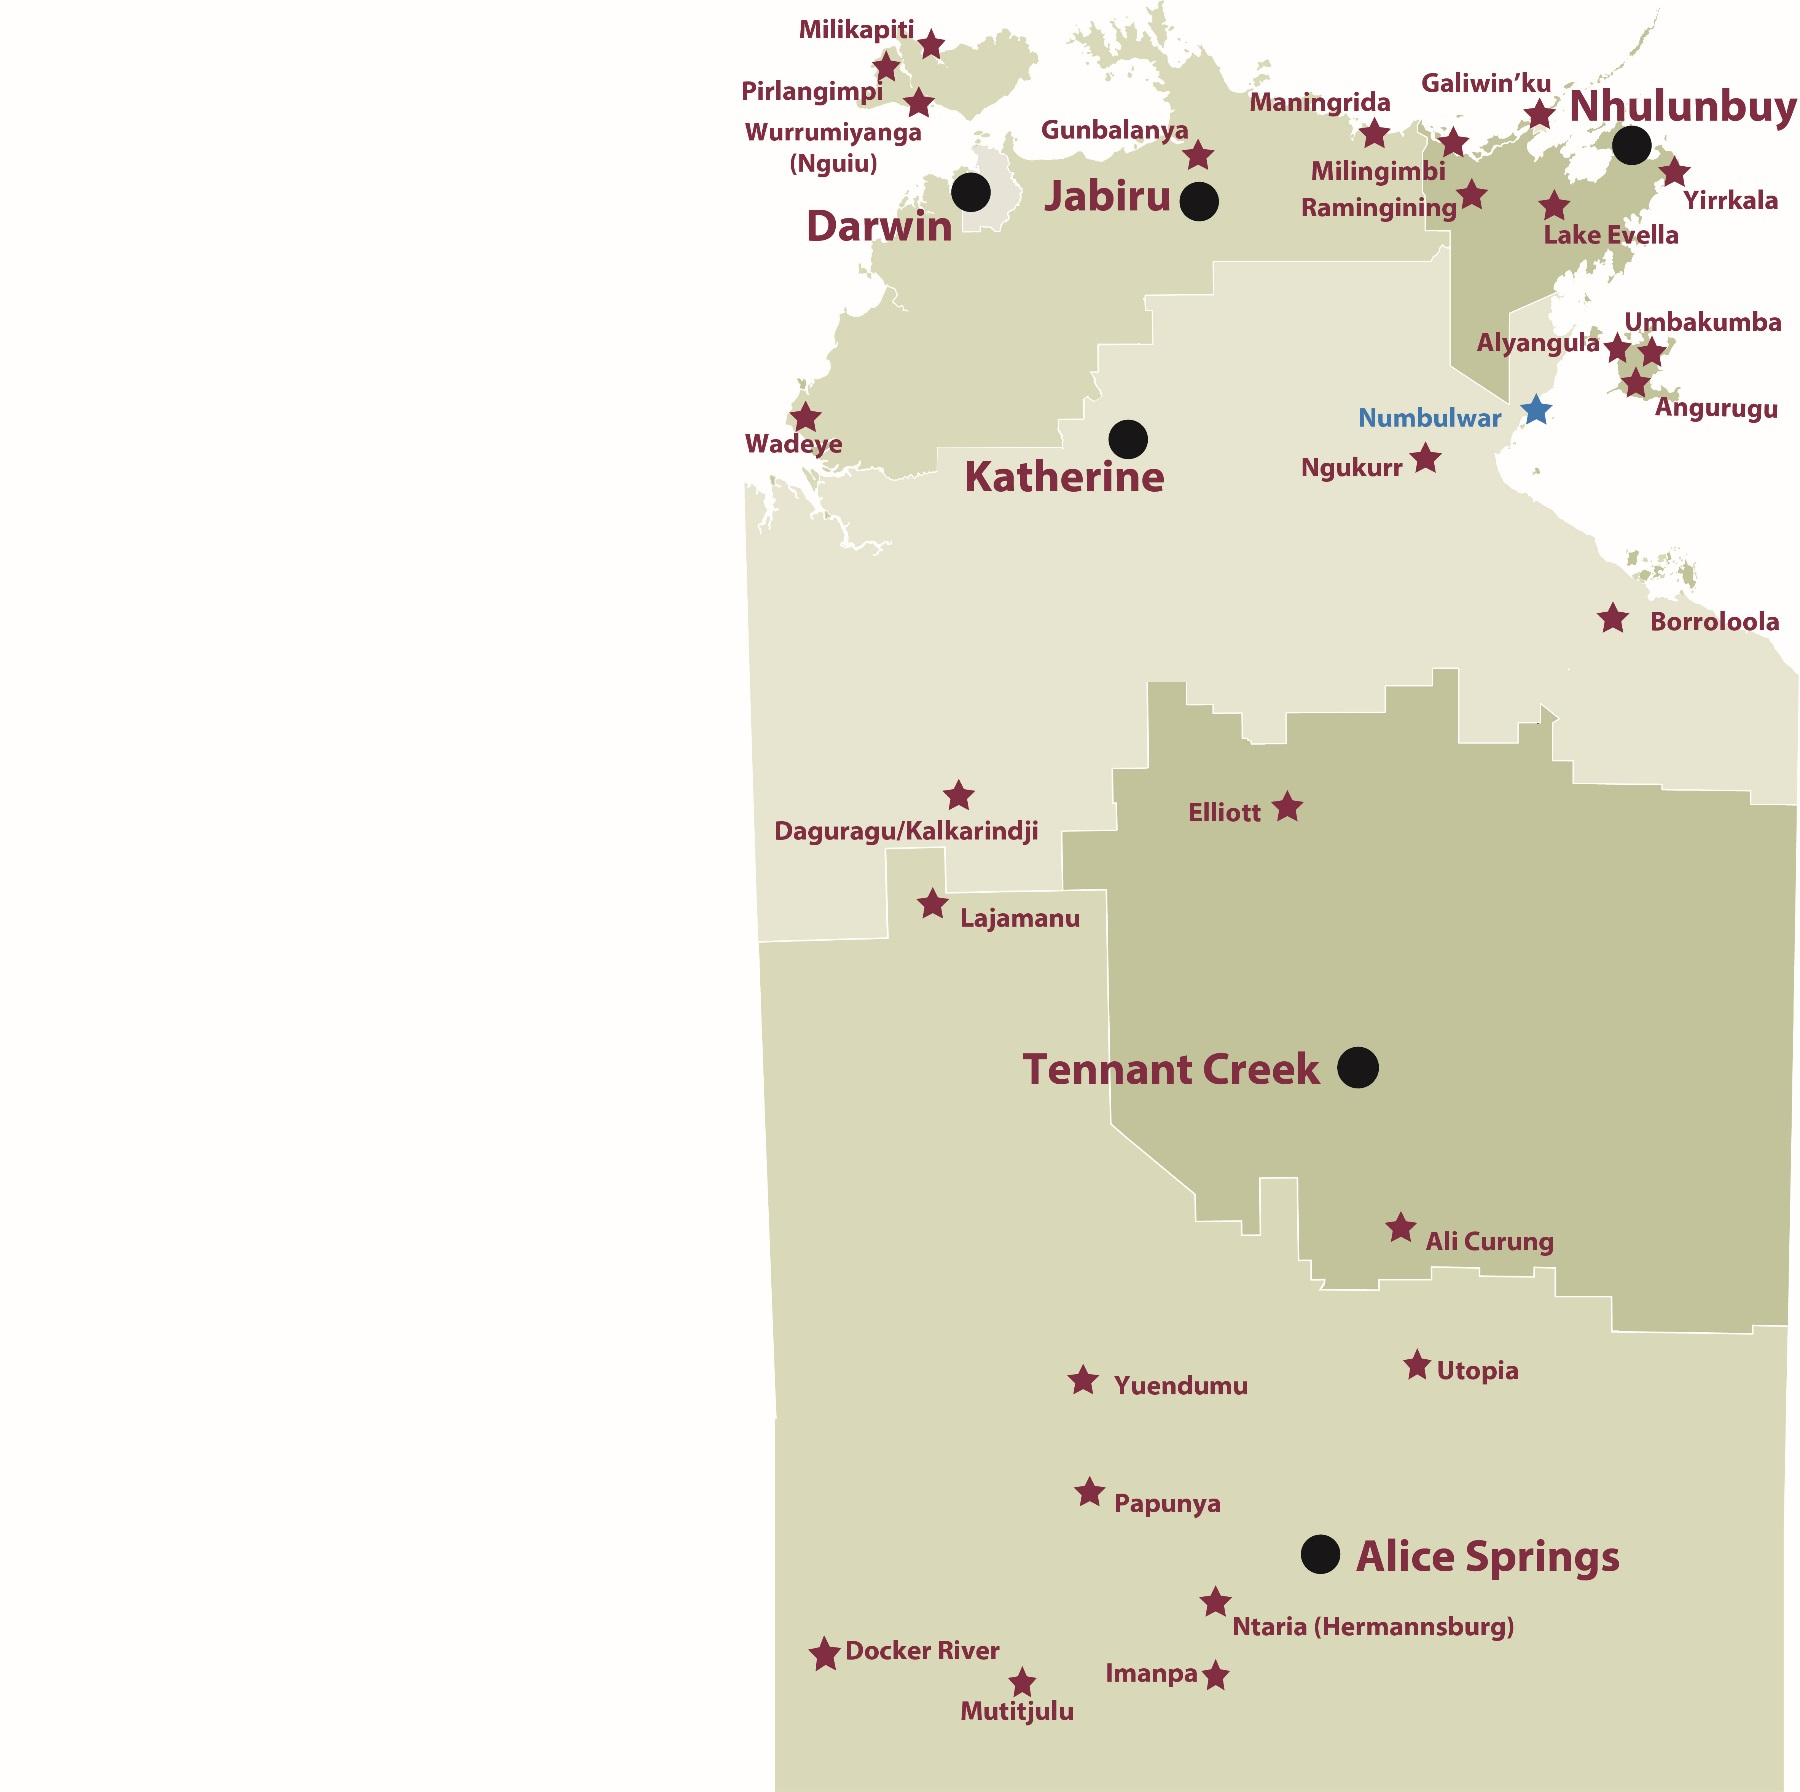 Milikapiti
Pirlangimpi
Wurrumiyanga
(Nguiu)
Darwin
Gunbalanya
Jabiru
Maningrida
Galiwin’ku
Nhulunbuy
Milingimbi
Ramingining
Yirrkala
Lake Evella
Umbakumba
Alyangula
Angurugu
Numbulwar
Ngukurr
Wadeye
Katherine
Borroloola
Elliott
Daguragu/Kalkarindji
Lajamanu
Tennant Creek
Ali Curung
Utopia
Yuendumu
Papunya
Alice Springs
Ntaria (Hermannsburg)
Docker River
Imanpa
Mutitjulu